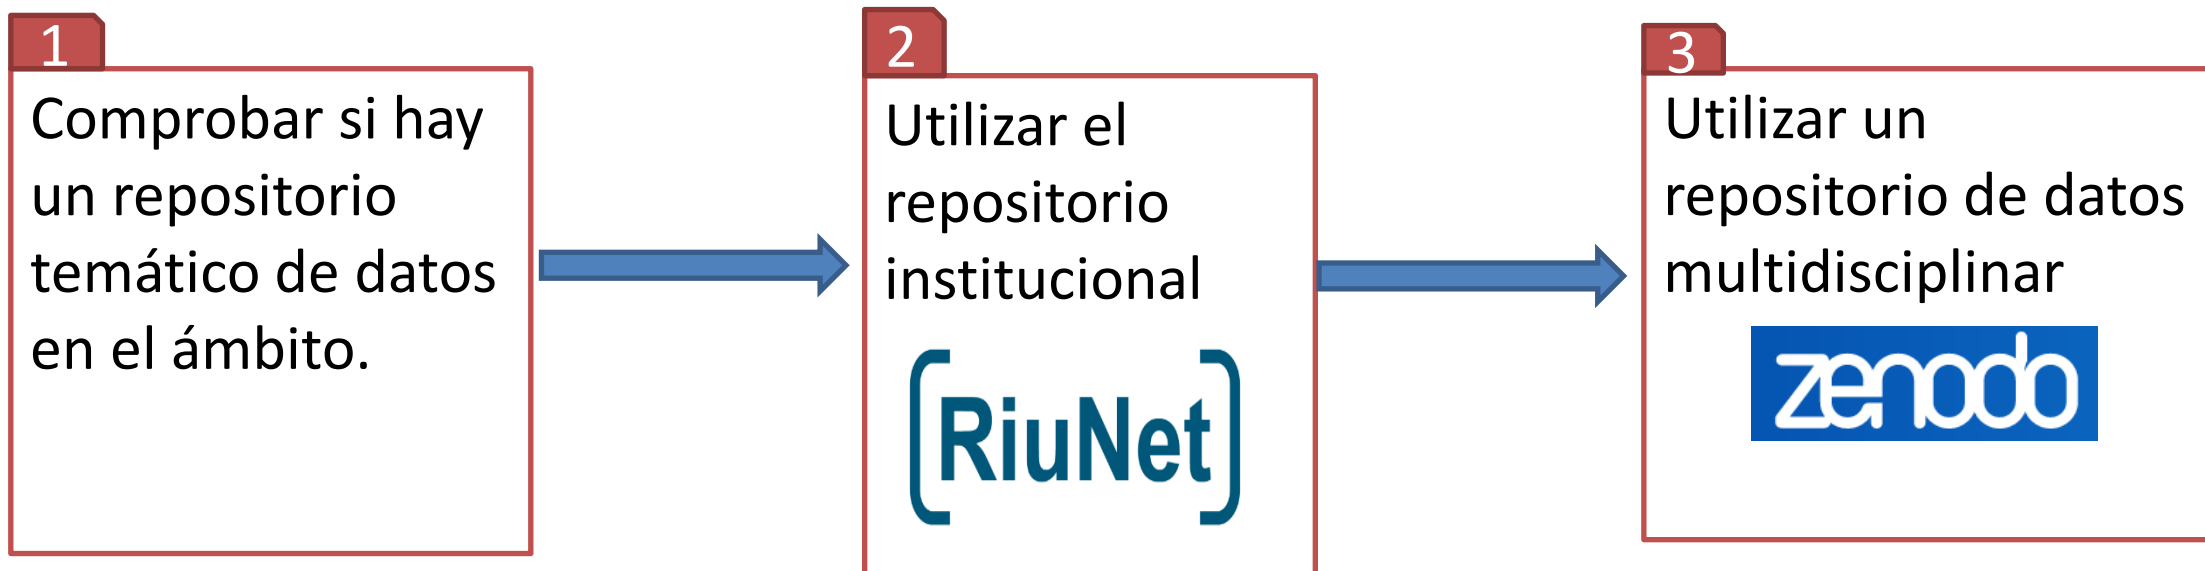 1
Comprobar si hay
un repositorio
temático de datos
en el ámbito.
2
Utilizar el
repositorio
institucional
[RiuNet]
3
Utilizar un
repositorio de datos
multidisciplinar
zenodo